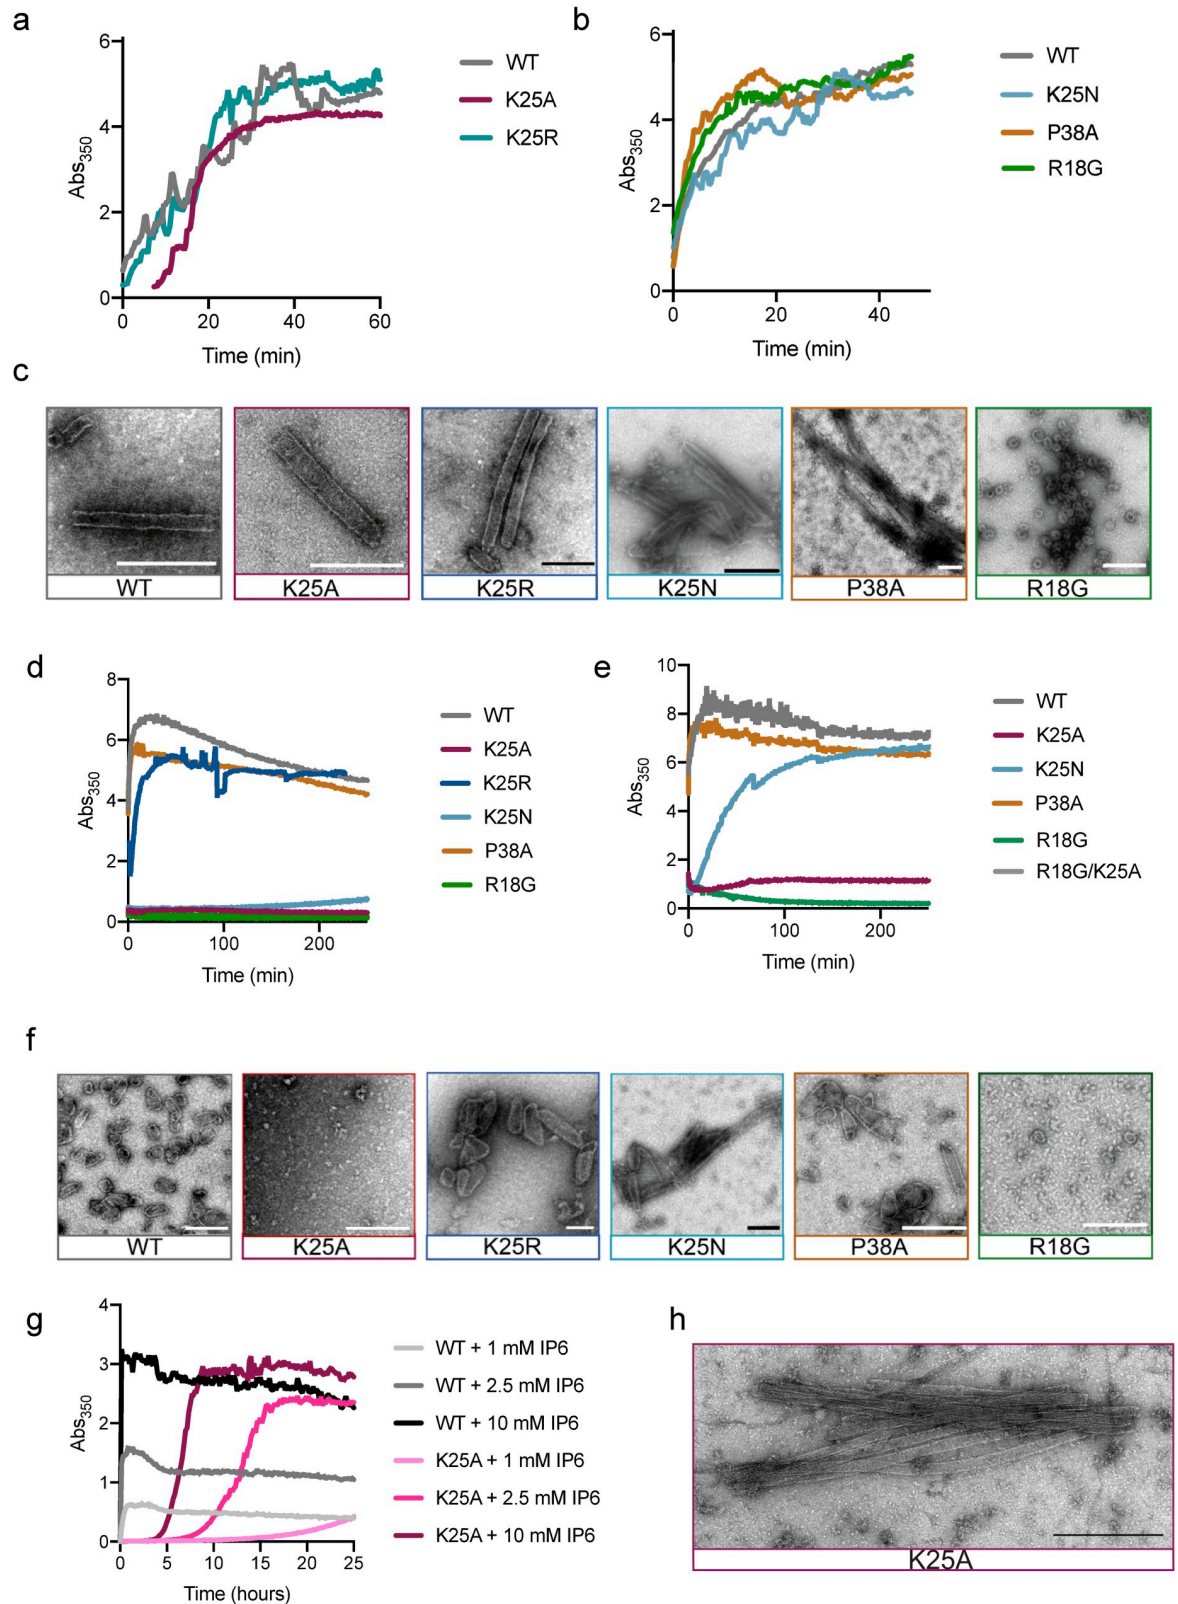 a
6
4
2
0
Abs350
0 20 40 60
Time (min)
WT
K25A
K25R
b
6
4
2
0
Abs350
0 20 40
Time (min)
WT
K25N
P38A
R18G
c
WT K25A K25R K25N P38A R18G
d
8
6
4
2
0
Abs350
0 100 200
Time (min)
WT
K25A
K25R
K25N
P38A
R18G
e
10
8
6
4
2
0
Abs350
0 100 200
Time (min)
WT
K25A
K25N
P38A
R18G
R18G/K25A
f
WT K25A K25R K25N P38A R18G
g
4
3
2
1
0
Abs350
0 5 10 15 20 25
Time (hours)
WT + 1 mM IP6
WT + 2.5 mM IP6
WT + 10 mM IP6
K25A + 1 mM IP6
K25A + 2.5 mM IP6
K25A + 10 mM IP6
h
K25A